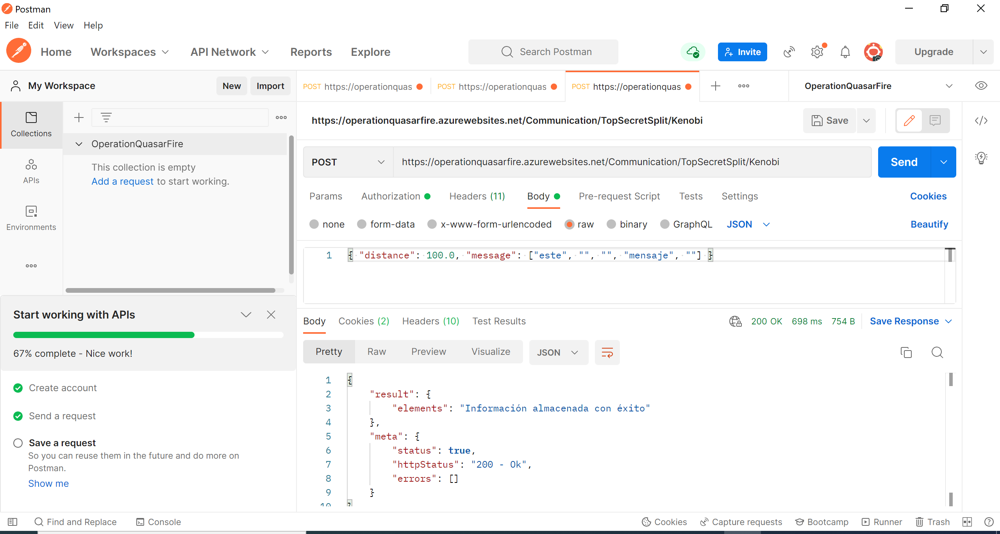 Postman
File Edit View Help
Home Workspaces API Network Reports Explore Search Postman Invite Upgrade
My Workspace New Import
POST https://operationquas POST https://operationquas POST https://operationquas OperationQuasarFire
Collections
APIs
Environments
OperationQuasarFire
This collection is empty
Add a request to start working.
https://operationquasarfire.azurewebsites.net/Communication/TopSecretSplit/Kenobi Save
POST https://operationquasarfire.azurewebsites.net/Communication/TopSecretSplit/Kenobi Send
Params Authorization Headers (11) Body Pre-request Script Tests Settings Cookies
none form-data x-www-form-urlencoded raw binary GraphQL JSON Beautify
1 { "distance": 100.0, "message": ["este", "", "", "mensaje", ""] }
Start working with APIs
67% complete - Nice work!
Create account
Send a request
Save a request
So you can reuse them in the future and do more on
Postman.
Show me
Body Cookies (2) Headers (10) Test Results 200 OK 698 ms 754 B Save Response
Pretty Raw Preview Visualize JSON
1 {
2 "result": {
3 "elements": "Información almacenada con éxito"
4 },
5 "meta": {
6 "status": true,
7 "httpStatus": "200 - Ok",
8 "errors": []
9 }
10 }
Find and Replace Console Cookies Capture requests Bootcamp Runner Trash